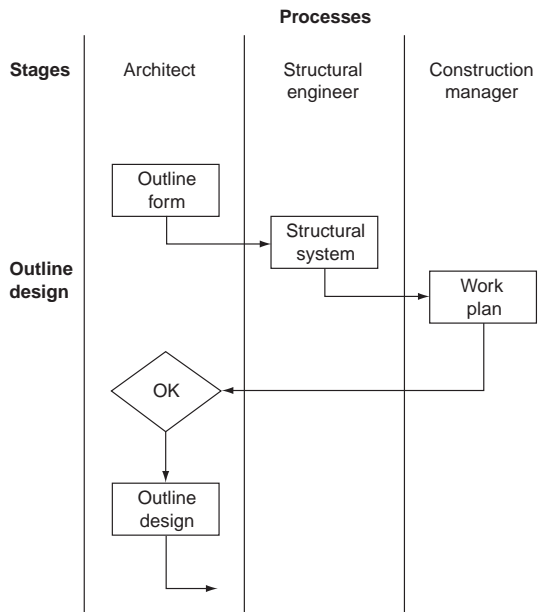 Processes
Stages
Architect
Structural
engineer
Construction
manager
Outline
form
Structural
system
Outline
design
Work
plan
OK
Outline
design